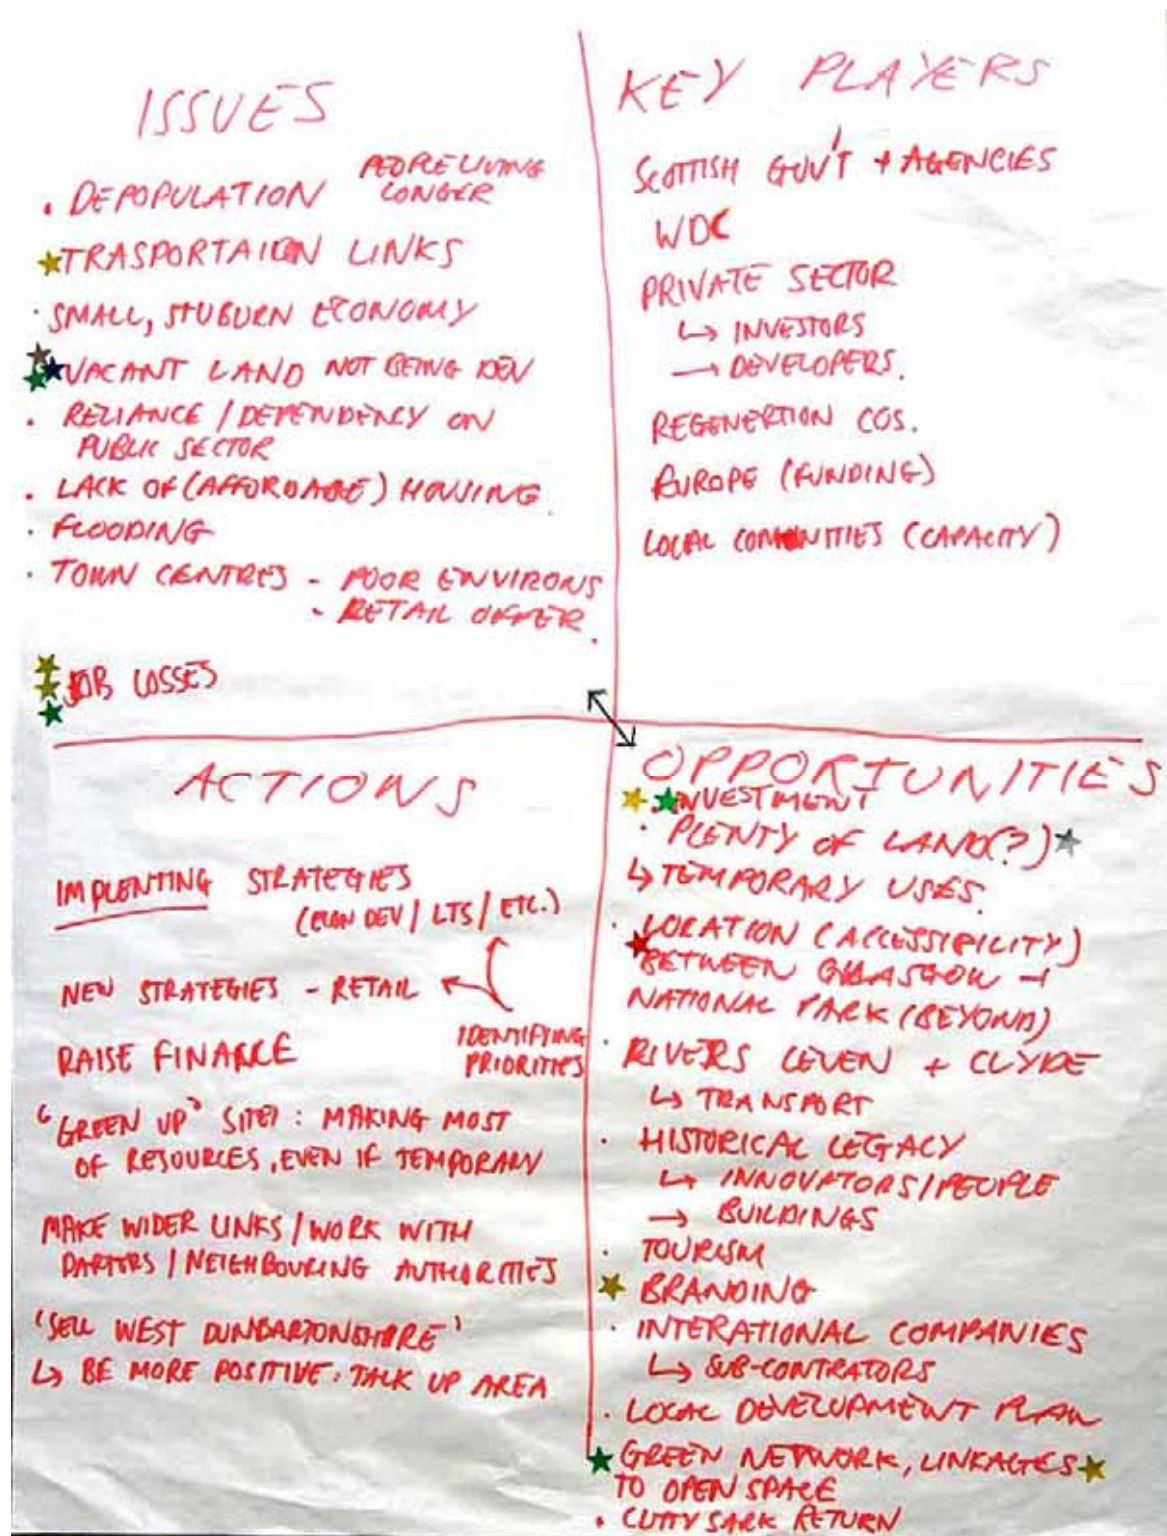 ISSUES
PEOPLE LIVING
LONGER
. DEPOPULATION
TRASPORTAION LINKS
· SMALL, STUBURN ECONOMY
VACANT LAND NOT BEING DEV
· RELIANCE / DEPENDENCY ON
PUBLIC SECTOR
. LACK OF (AFFORDABLE) HOUSING
· FLOODING
· TOWN CENTRES - POOR ENVIRONS
- RETAIL OFFER
JOB LOSSES
KEY PLAYERS
SCOTTISH GOV'T + AGENCIES
WDC
PRIVATE SECTOR
↳ INVESTORS
→ DEVELOPERS.
REGENERTION COS.
EUROPE (FUNDING)
LOCAL COMMUNITIES (CAPACITY)
ACTIONS
IMPLENTING STRATEGIES
(ECON DEV / LTS / ETC.)
NEW STRATEGIES - RETAIL
IDENTIFYING
PRIORITIES
RAISE FINANCE
"GREEN UP" SITES : MAKING MOST
OF RESOURCES, EVEN IF TEMPORARY
MAKE WIDER LINKS / WORK WITH
PARTERS / NEIGHBOURING AUTHORITIES
'SELL WEST DUNBARTONSHIRE'
↳ BE MORE POSITIVE. TALK UP AREA
OPPORTUNITIES
INVESTMENT
· PLENTY OF LAND(?)
↳ TEMPORARY USES.
· LOCATION (ACCESSIBILITY)
BETWEEN GLASGOW +
NATIONAL PARK (BEYOND)
· RIVERS LEVEN + CLYDE
↳ TRANSPORT
· HISTORICAL LEGACY
↳ INNOVATORS/PEOPLE
→ BUILDINGS
· TOURISM
BRANDING
· INTERATIONAL COMPANIES
↳ SUB-CONTRATORS
· LOCAL DEVELOPMENT PLAN
GREEN NETWORK, LINKAGES
TO OPEN SPACE
· CUTTY SARK RETURN